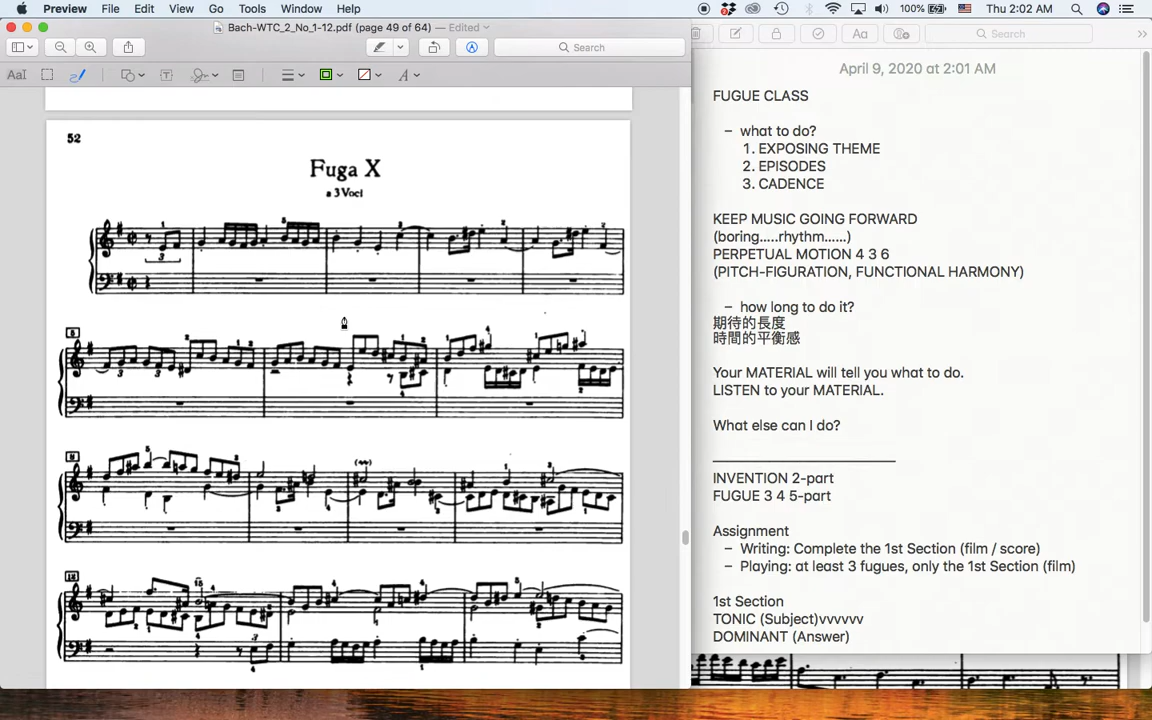 Preview File Edit View Go Tools Window Help
100% Thu 2:02 AM
Bach-WTC_2_No_1-12.pdf (page 49 of 64) — Edited
Search
Aa
Search
AaI
A
52
Fuga X
a 3 Voci
April 9, 2020 at 2:01 AM
FUGUE CLASS
– what to do?
1. EXPOSING THEME
2. EPISODES
3. CADENCE
KEEP MUSIC GOING FORWARD
(boring.....rhythm......)
PERPETUAL MOTION 4 3 6
(PITCH-FIGURATION, FUNCTIONAL HARMONY)
– how long to do it?
期待的長度
時間的平衡感
Your MATERIAL will tell you what to do.
LISTEN to your MATERIAL.
What else can I do?
INVENTION 2-part
FUGUE 3 4 5-part
Assignment
– Writing: Complete the 1st Section (film / score)
– Playing: at least 3 fugues, only the 1st Section (film)
1st Section
TONIC (Subject)vvvvvv
DOMINANT (Answer)